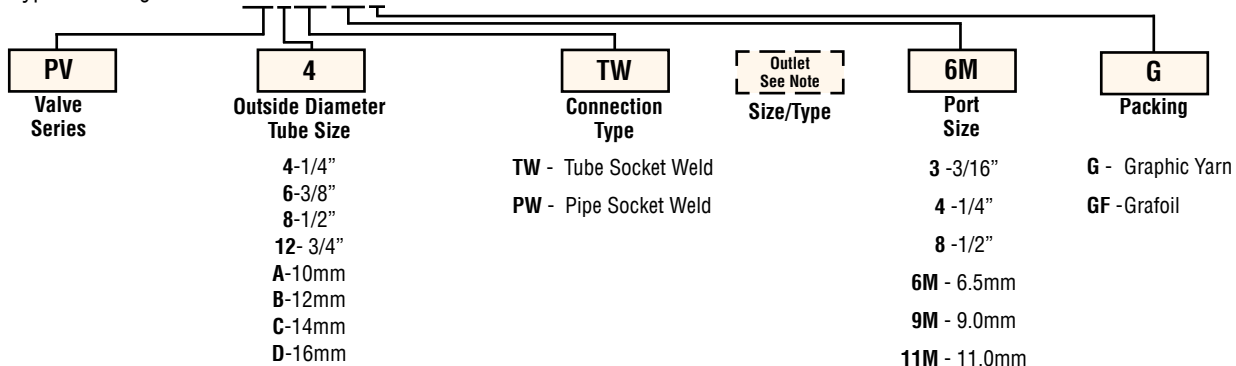 PV
Valve
Series
4
Outside Diameter
Tube Size
4-1/4”
6-3/8”
8-1/2”
12- 3/4”
A-10mm
B-12mm
C-14mm
D-16mm
TW
Connection
Type
TW - Tube Socket Weld
PW - Pipe Socket Weld
Outlet
See Note
Size/Type
6M
Port
Size
3 -3/16”
4 -1/4”
8 -1/2”
6M - 6.5mm
9M - 9.0mm
11M - 11.0mm
G
Packing
G - Graphic Yarn
GF -Grafoil